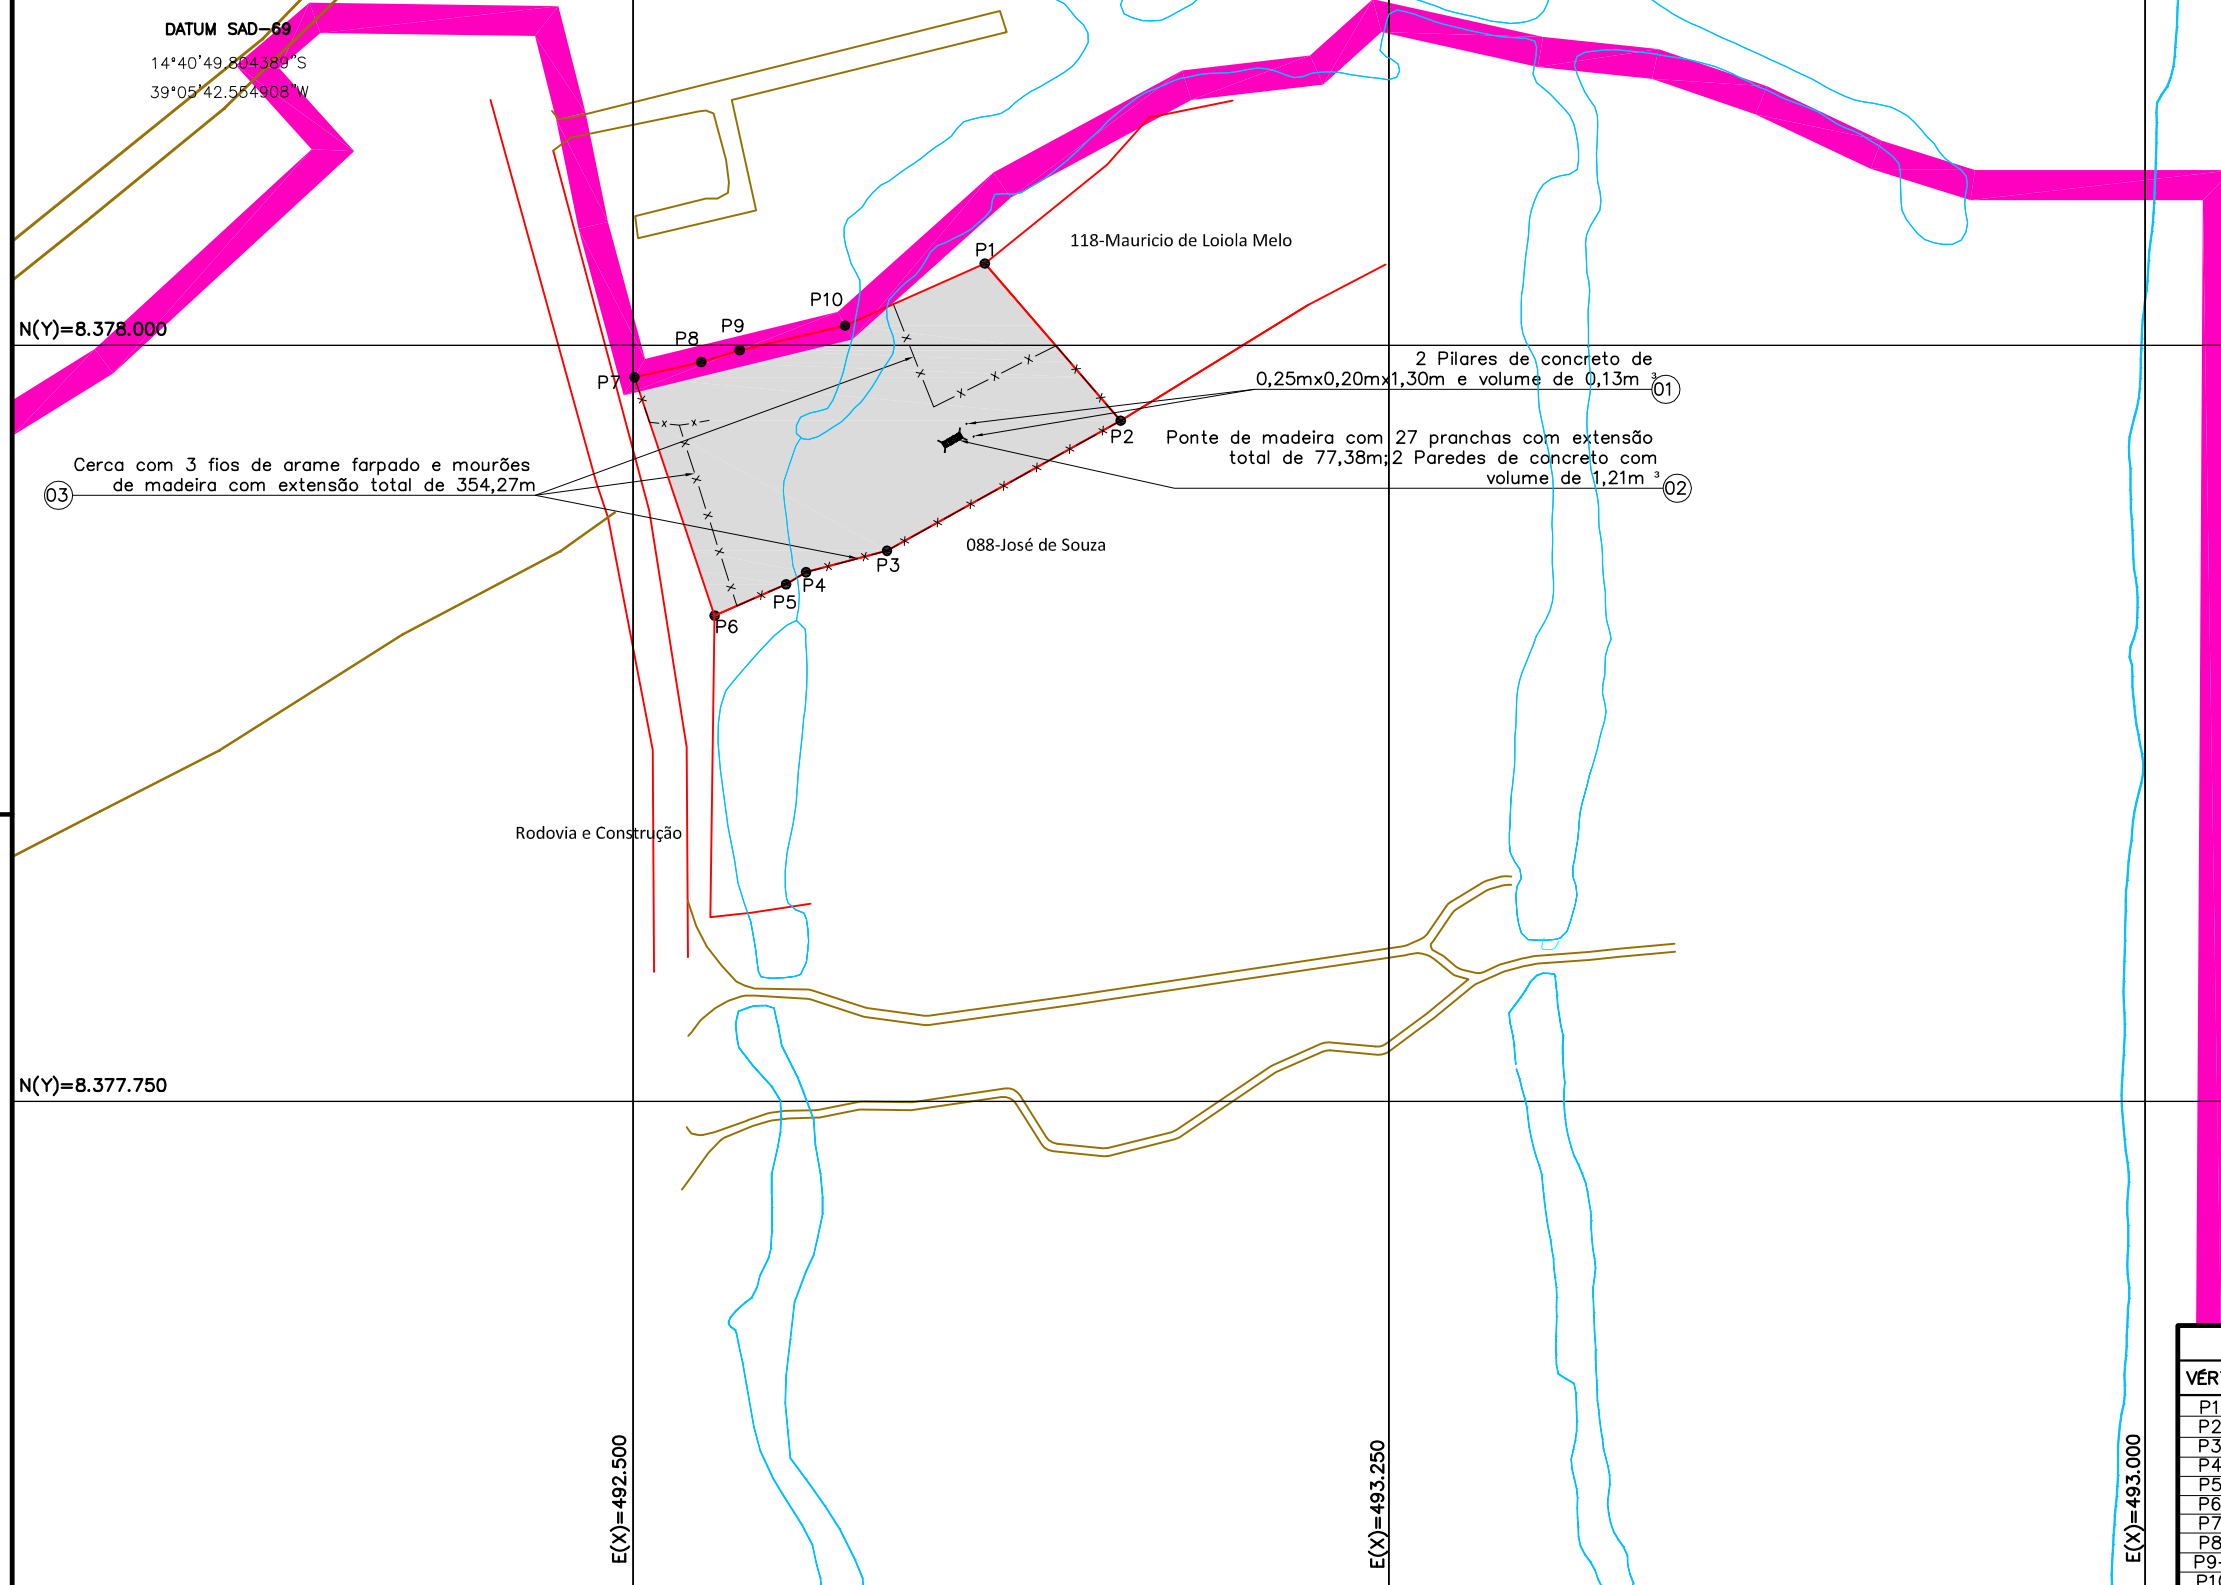 DATUM SAD-69
14°40'49.804389"S
39°05'42.554908"W
P1
118-Mauricio de Loiola Melo
P10
N(Y)=8.378.000
P9
P8
P7
2 Pilares de concreto de
0,25mx0,20mx1,30m e volume de 0,13m ³
01
P2
Ponte de madeira com 27 pranchas com extensão
total de 77,38m;2 Paredes de concreto com
volume de 1,21m ³
02
Cerca com 3 fios de arame farpado e mourões
de madeira com extensão total de 354,27m
03
088-José de Souza
P3
P4
P5
P6
Rodovia e Construção
N(Y)=8.377.750
E(X)=492.500
E(X)=493.250
E(X)=493.000
VÉR
P1
P2
P3
P4
P5
P6
P7
P8
P9-